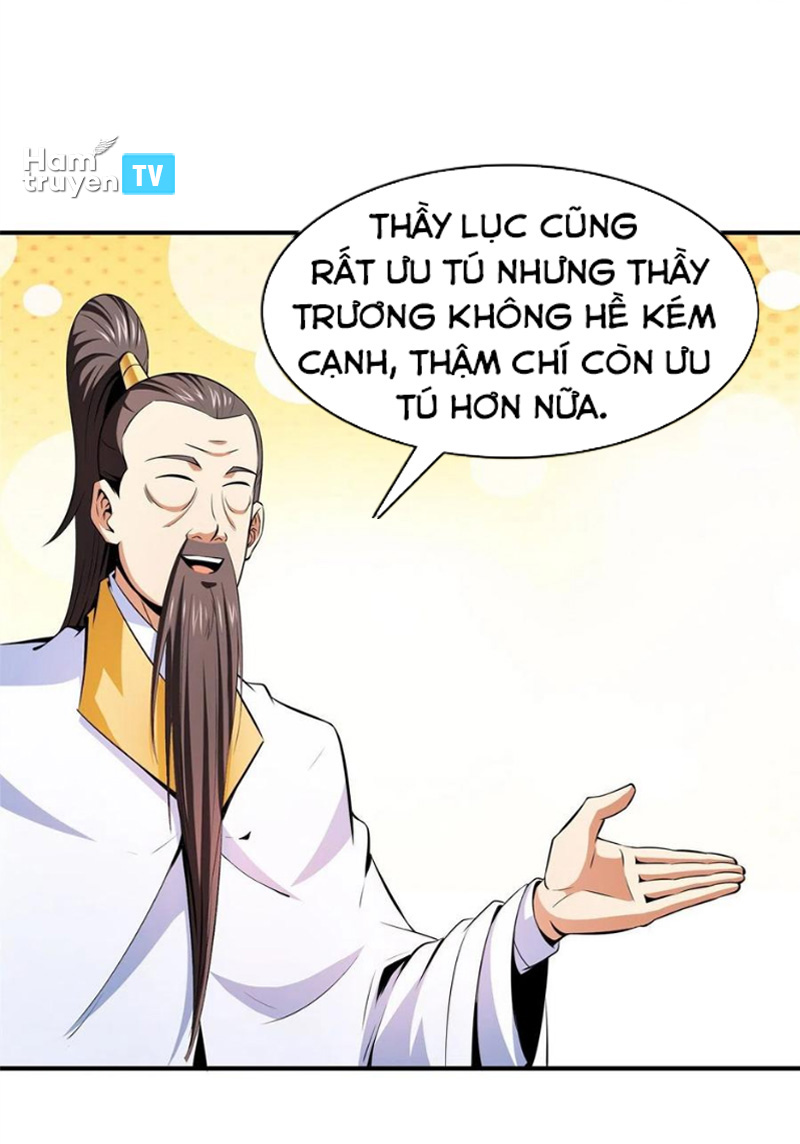 Ham
truyen TV
THẦY LỤC CŨNG
RẤT ƯU TÚ NHƯNG THẦY
TRƯƠNG KHÔNG HỀ KÉM
CẠNH, THẬM CHÍ CÒN ƯU
TÚ HƠN NỮA.